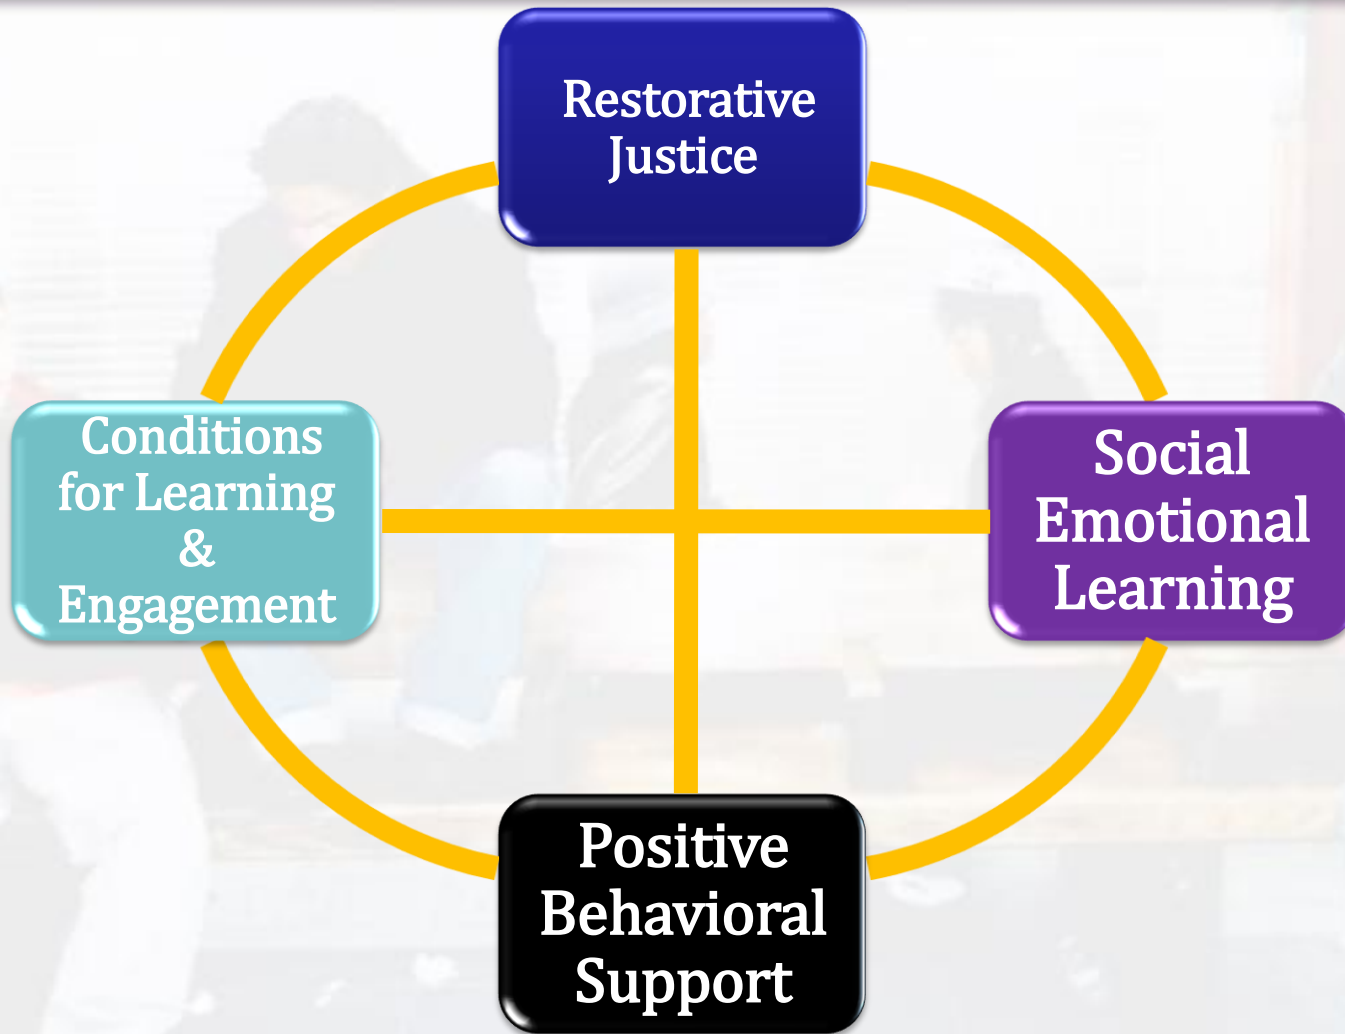 Restorative
Justice
Conditions
for Learning
&
Engagement
Social
Emotional
Learning
Positive
Behavioral
Support